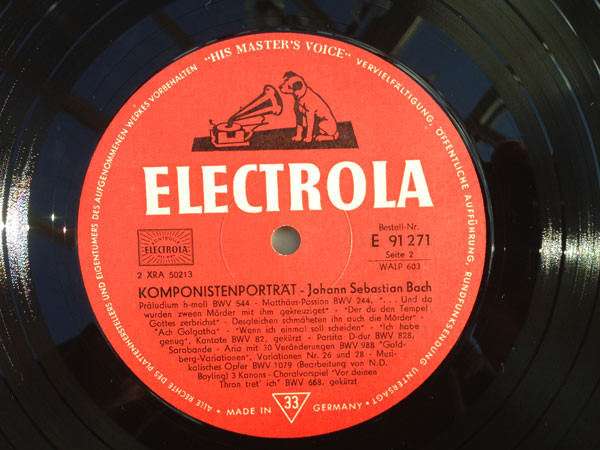 "HIS MASTER'S VOICE"
VERVIELFÄLTIGUNG, ÖFFENTLICHE AUFFÜHRUNG, RUNDFUNKSENDUNG UNTERSAGT
ALLE RECHTE DES PLATTENHERSTELLERS UND EIGENTÜMERS DES AUFGENOMMENEN WERKES VORBEHALTEN
ELECTROLA
ELECTROLA
2 XRA 50213
Bestell-Nr.
E 91 271
Seite 2
WALP 603
KOMPONISTENPORTRÄT - Johann Sebastian Bach
Präludium h-moll BWV 544 - Matthäus-Passion BWV 244, "... Und da
wurden zween Mörder mit ihm gekreuziget" - "Der du den Tempel
Gottes zerbrichst" - Desgleichen schmäheten ihn auch die Mörder" -
"Ach Golgatha" - "Wenn ich einmal soll scheiden" - "Ich habe
genug", Kantate BWV 82, gekürzt - Partita D-dur BWV 828,
Sarabande - Aria mit 30 Veränderungen BWV 988 "Gold-
berg-Variationen", Variationen Nr. 26 und 28 - Musi-
kalisches Opfer BWV 1079 (Bearbeitung von N.D.
Boyling) 3 Kanons - Choralvorspiel "Vor deinen
Thron tret' ich" BWV 668, gekürzt
MADE IN 33 GERMANY